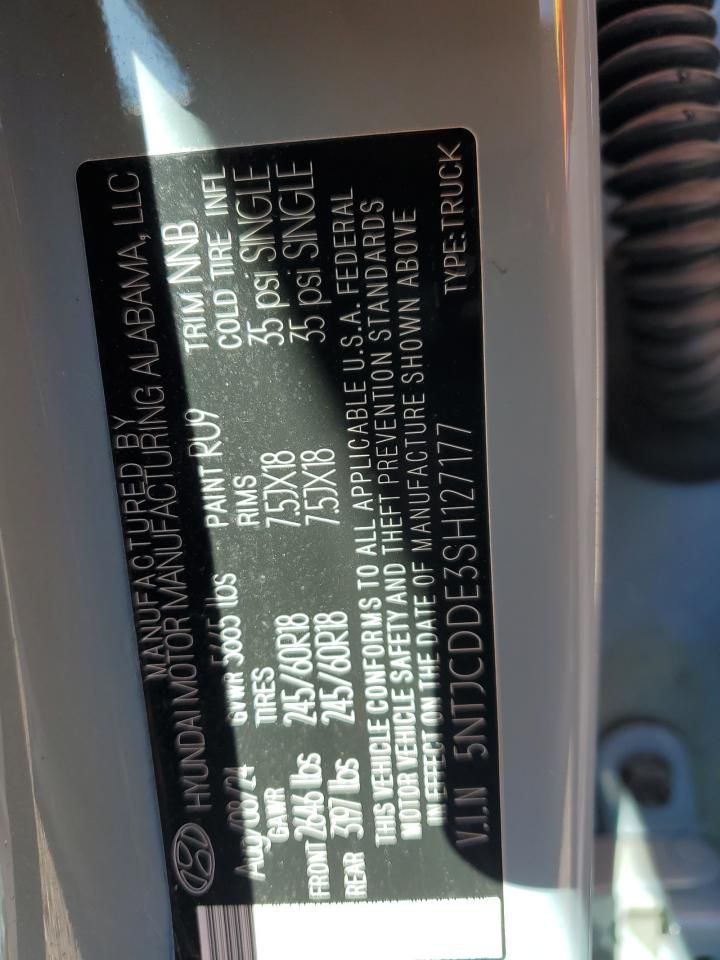 MANUFACTURED BY
HYUNDAI MOTOR MANUFACTURING ALABAMA, LLC
Aug/08/24 GVWR 5665 lbs PAINT RU9 TRIM NNB
GAWR TIRES RIMS COLD TIRE INFL
FRONT 2646 lbs 245/60R18 7.5JX18 35 psi SINGLE
REAR 3197 lbs 245/60R18 7.5JX18 35 psi SINGLE
THIS VEHICLE CONFORMS TO ALL APPLICABLE U.S.A. FEDERAL
MOTOR VEHICLE SAFETY AND THEFT PREVENTION STANDARDS
IN EFFECT ON THE DATE OF MANUFACTURE SHOWN ABOVE
V.I.N 5NTJCDDE3SH127177 TYPE: TRUCK